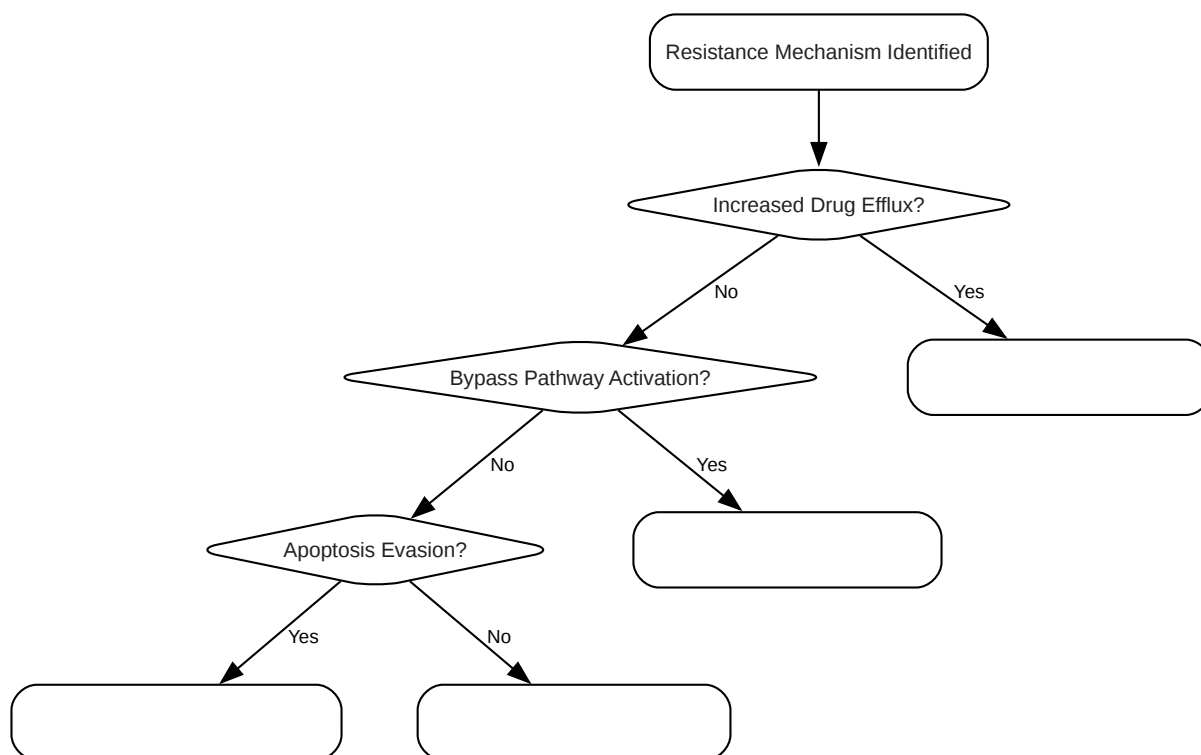 Resistance Mechanism Identified
Increased Drug Efflux?
No
Yes
Bypass Pathway Activation?
No
Yes
Apoptosis Evasion?
Yes
No